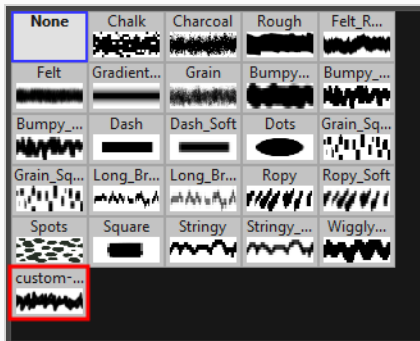 None Chalk Charcoal Rough Felt_R...
Felt Gradient... Grain Bumpy... Bumpy_...
Bumpy_... Dash Dash_Soft Dots Grain_Sq...
Grain_Sq... Long_Br... Long_Br... Ropy Ropy_Soft
Spots Square Stringy Stringy_... Wiggly...
custom-...